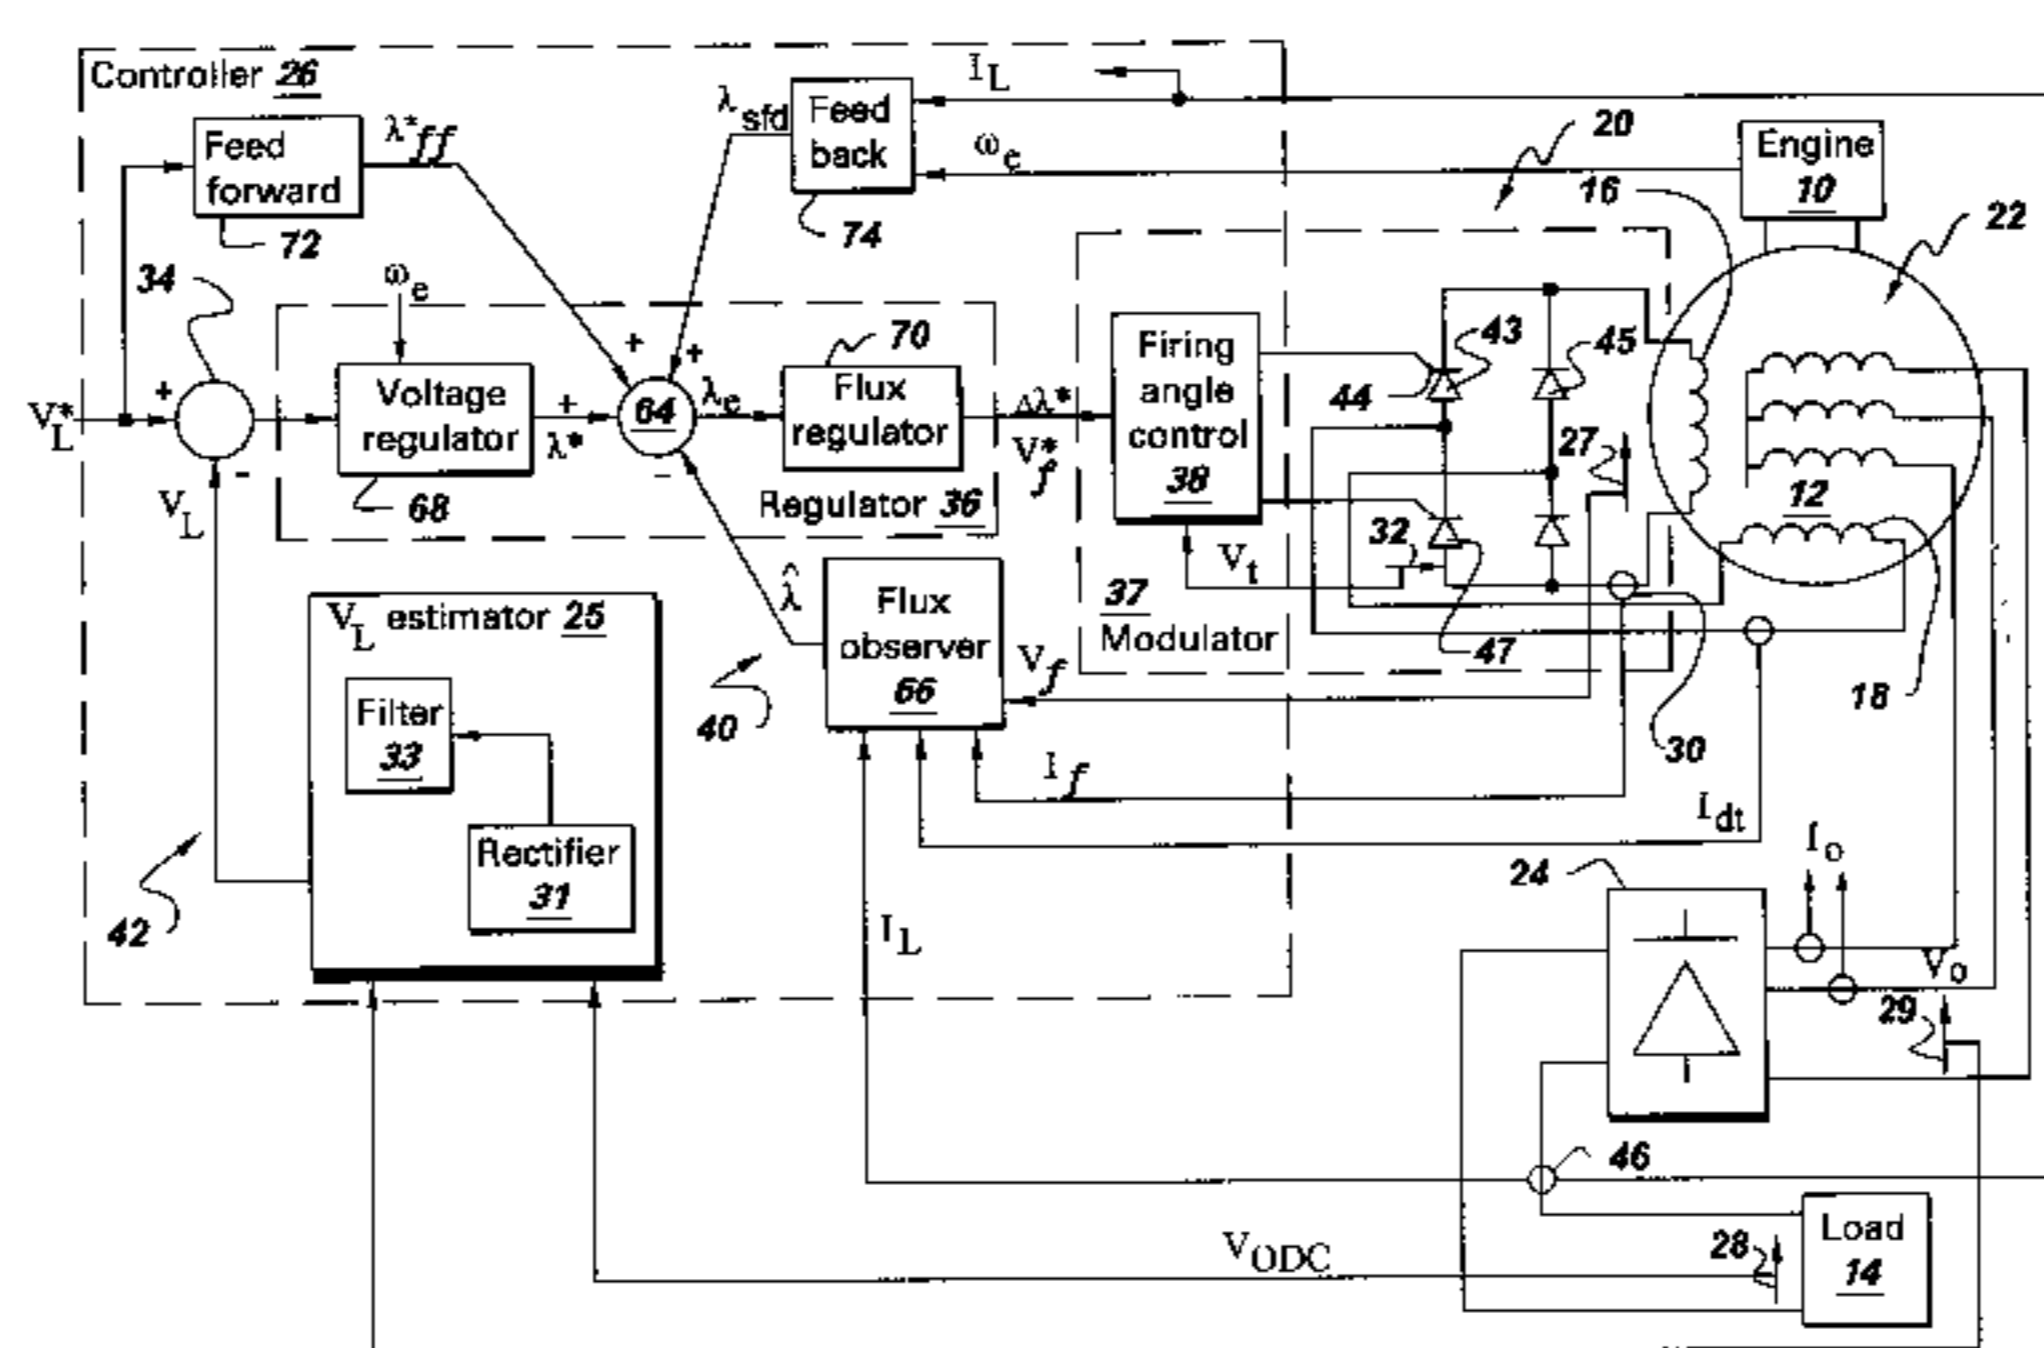 Controller 26
Feed
forward
72
λ*ff
λsfd
Feed
back
74
IL
ωe
20
16
Engine
10
22
34
ωe
V*L
+
-
VL
Voltage
regulator
68
+
λ*
+
+
64
-
λe
70
Flux
regulator
Regulator 36
Δλ*
V*f
Firing
angle
control
38
44
43
45
27
12
32
Vt
37
Modulator
47
18
30
VL estimator 25
Filter
33
Rectifier
31
42
λ̂
40
Flux
observer
66
Vf
If
Idt
IL
24
Io
Vo
29
46
VODC
28
Load
14